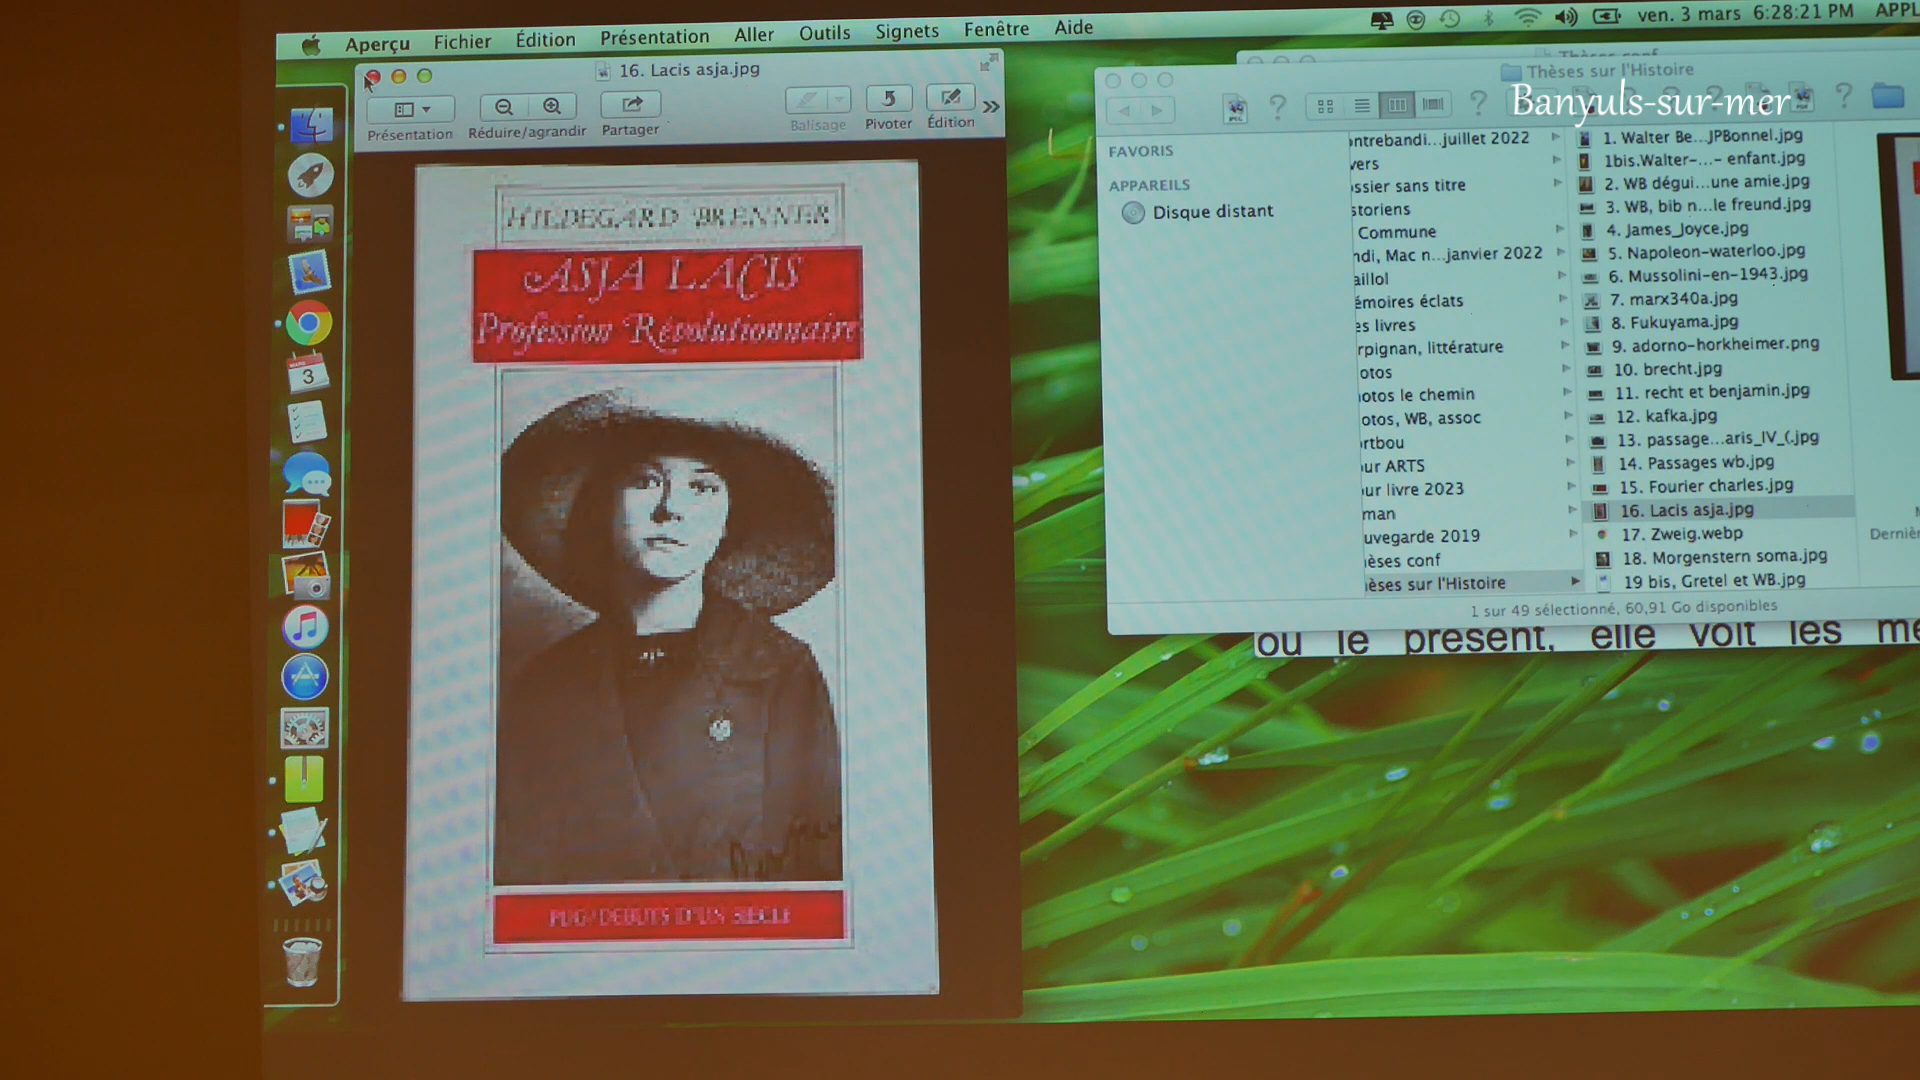 Aperçu Fichier Édition Présentation Aller Outils Signets Fenêtre Aide
ven. 3 mars 6:28:21 PM APPL
16. Lacis asja.jpg
Présentation Réduire/agrandir Partager Balisage Pivoter Édition
HILDEGARD BRENNER
ASJA LACIS
Profession Révolutionnaire
PUG/DEBUTS D'UN SIECLE
3
Thèses conf
Thèses sur l'Histoire
Banyuls-sur-mer
FAVORIS
APPAREILS
Disque distant
ontrebandi...juillet 2022
vers
ossier sans titre
storiens
Commune
ndi, Mac n...janvier 2022
aillol
émoires éclats
es livres
rpignan, littérature
otos
otos le chemin
otos, WB, assoc
rtbou
ur ARTS
ur livre 2023
man
uvegarde 2019
èses conf
èses sur l'Histoire
1. Walter Be...JPBonnel.jpg
1bis.Walter-...- enfant.jpg
2. WB dégui...une amie.jpg
3. WB, bib n...le freund.jpg
4. James_Joyce.jpg
5. Napoleon-waterloo.jpg
6. Mussolini-en-1943.jpg
7. marx340a.jpg
8. Fukuyama.jpg
9. adorno-horkheimer.png
10. brecht.jpg
11. recht et benjamin.jpg
12. kafka.jpg
13. passage...aris_IV_(.jpg
14. Passages wb.jpg
15. Fourier charles.jpg
16. Lacis asja.jpg
17. Zweig.webp
18. Morgenstern soma.jpg
19 bis, Gretel et WB.jpg
Dernièr
1 sur 49 sélectionné, 60,91 Go disponibles
ou le present, elle voit les me